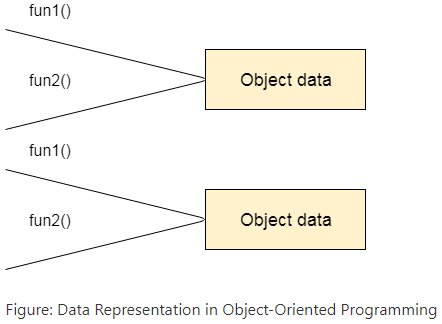 fun1()
Object data
fun2()
fun1()
Object data
fun2()
Figure: Data Representation in Object-Oriented Programming